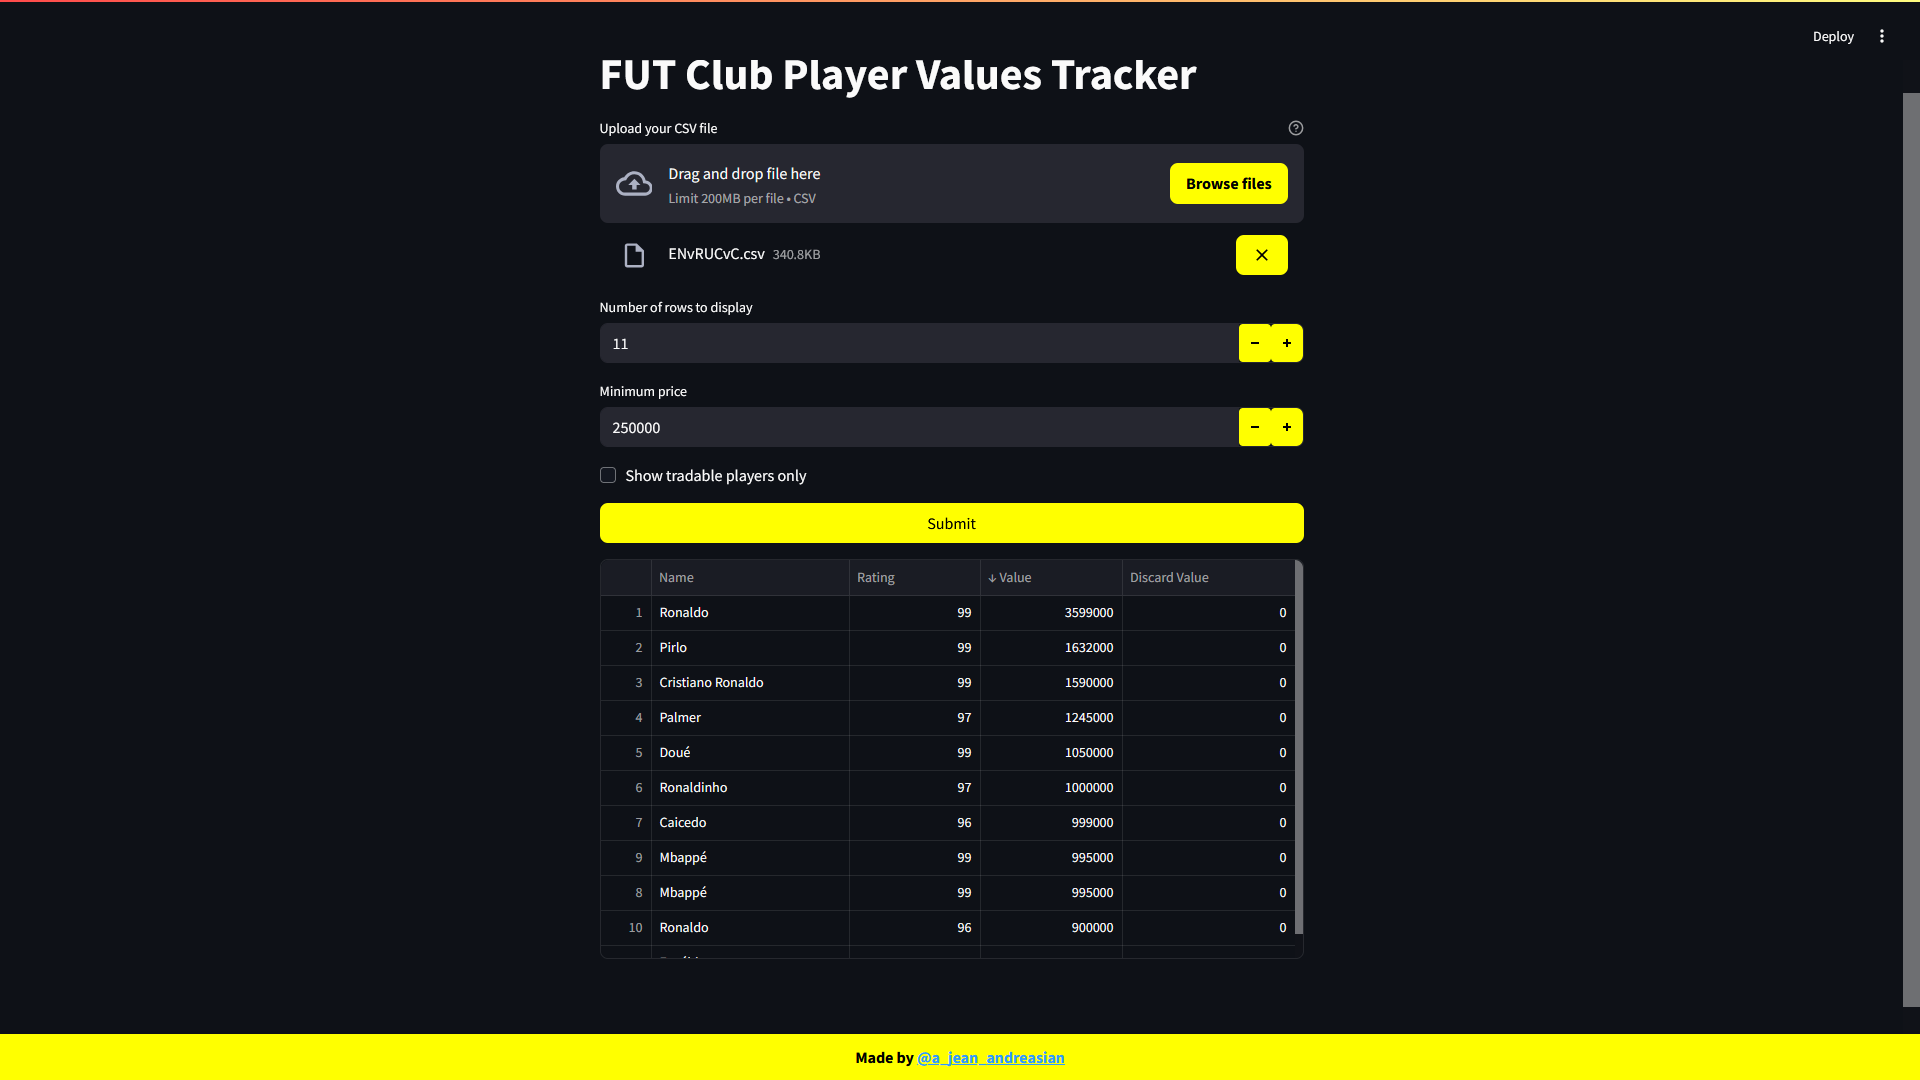 Deploy
FUT Club Player Values Tracker
Upload your CSV file
Drag and drop file here
Limit 200MB per file • CSV
Browse files
ENvRUCvC.csv 340.8KB
Number of rows to display
11
Minimum price
250000
Show tradable players only
Submit
Name Rating ↓ Value Discard Value
1 Ronaldo 99 3599000 0
2 Pirlo 99 1632000 0
3 Cristiano Ronaldo 99 1590000 0
4 Palmer 97 1245000 0
5 Doué 99 1050000 0
6 Ronaldinho 97 1000000 0
7 Caicedo 96 999000 0
9 Mbappé 99 995000 0
8 Mbappé 99 995000 0
10 Ronaldo 96 900000 0
Made by @a_jean_andreasian